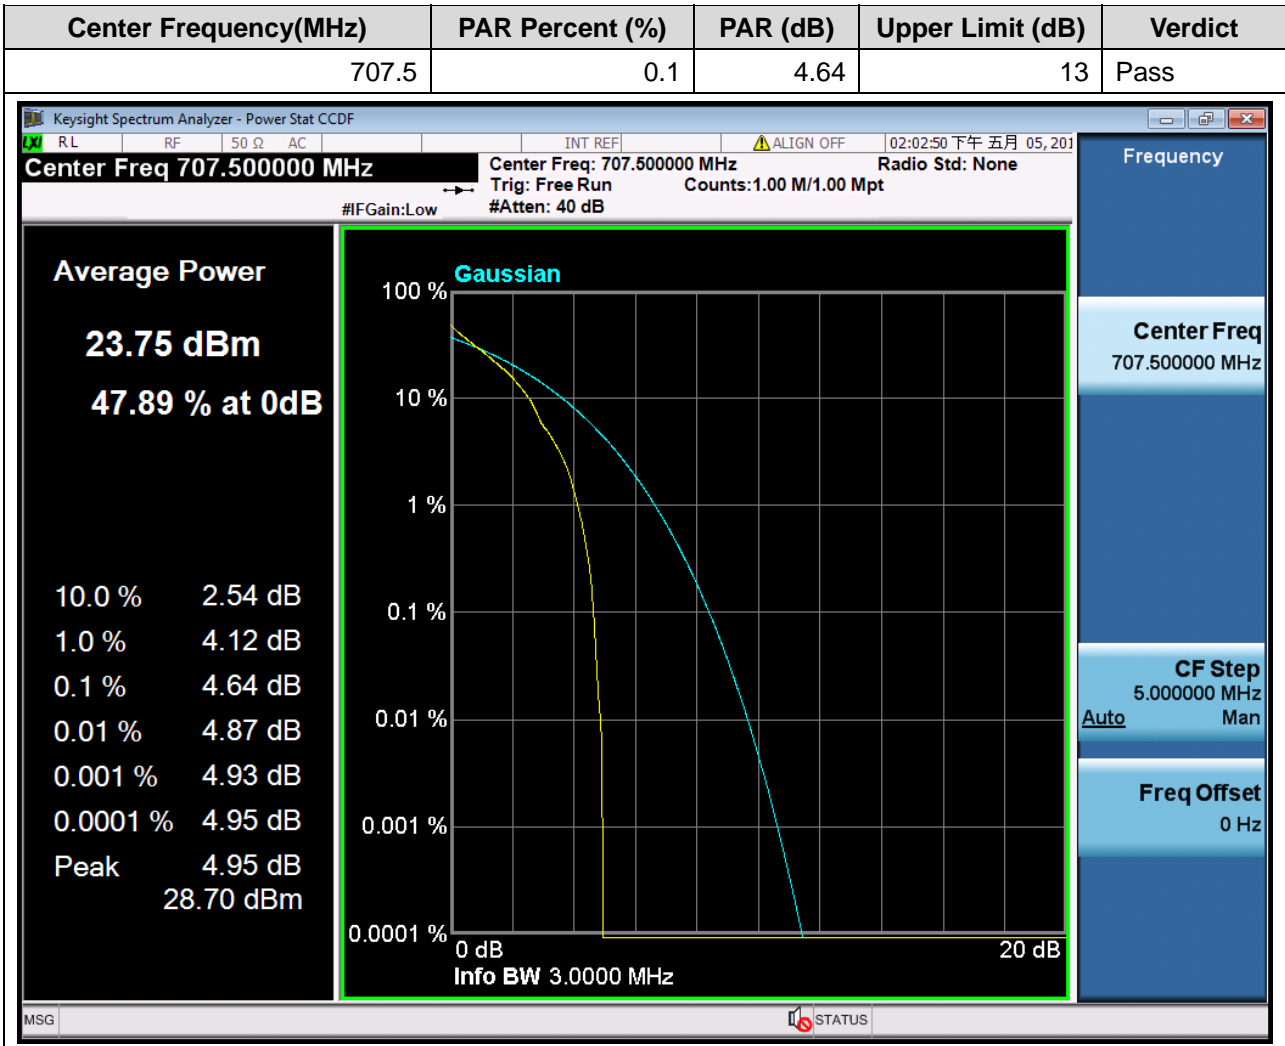 Center Frequency(MHz) PAR Percent (%) PAR (dB) Upper Limit (dB) Verdict
707.5 0.1 4.64 13 Pass
Keysight Spectrum Analyzer - Power Stat CCDF
LXI RL RF 50 Ω AC INT REF ALIGN OFF 02:02:50 下午 五月 05, 201
Center Freq 707.500000 MHz
Center Freq: 707.500000 MHz Radio Std: None
Trig: Free Run Counts:1.00 M/1.00 Mpt
#IFGain:Low #Atten: 40 dB
Average Power
23.75 dBm
47.89 % at 0dB
10.0 % 2.54 dB
1.0 % 4.12 dB
0.1 % 4.64 dB
0.01 % 4.87 dB
0.001 % 4.93 dB
0.0001 % 4.95 dB
Peak 4.95 dB
28.70 dBm
Gaussian
100 %
10 %
1 %
0.1 %
0.01 %
0.001 %
0.0001 %
0 dB 20 dB
Info BW 3.0000 MHz
Frequency
Center Freq
707.500000 MHz
CF Step
5.000000 MHz
Auto Man
Freq Offset
0 Hz
MSG STATUS